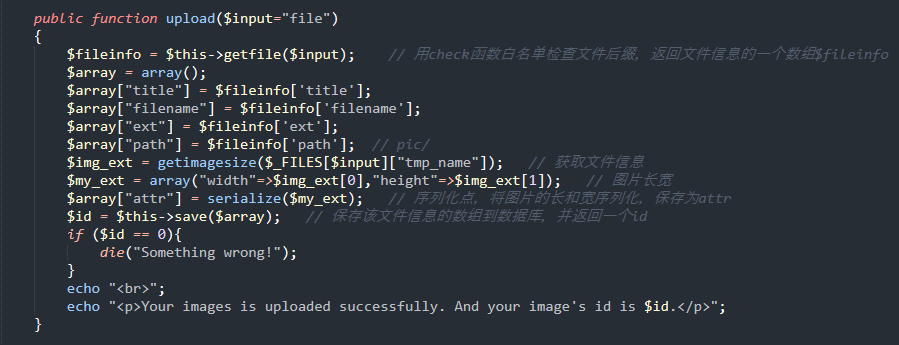 public function upload($input="file")
{
    $fileinfo = $this->getfile($input);    // 用check函数白名单检查文件后缀，返回文件信息的一个数组$fileinfo
    $array = array();
    $array["title"] = $fileinfo['title'];
    $array["filename"] = $fileinfo['filename'];
    $array["ext"] = $fileinfo['ext'];
    $array["path"] = $fileinfo['path'];  // pic/
    $img_ext = getimagesize($_FILES[$input]["tmp_name"]);   // 获取文件信息
    $my_ext = array("width"=>$img_ext[0],"height"=>$img_ext[1]);   // 图片长宽
    $array["attr"] = serialize($my_ext);   // 序列化点，将图片的长和宽序列化，保存为attr
    $id = $this->save($array);   // 保存该文件信息的数组到数据库，并返回一个id
    if ($id == 0){
        die("Something wrong!");
    }
    echo "<br>";
    echo "<p>Your images is uploaded successfully. And your image's id is $id.</p>";
}